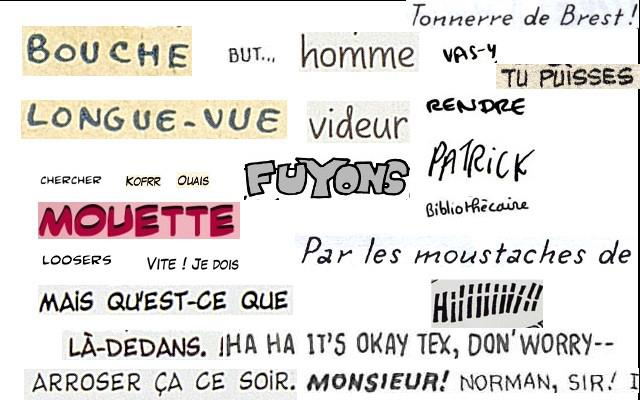 Tonnerre de Brest!
BOUCHE BUT... homme VAS-Y
TU PUISSES
LONGUE-VUE videur RENDRE
PATRICK
CHERCHER KOFRR OUAIS FUYONS
Bibliothécaire
MOUETTE
LOOSERS VITE! JE DOIS Par les moustaches de
MAIS QU'EST-CE QUE Hiiiiiiii!!
LÀ-DEDANS. HA HA IT'S OKAY TEX, DON'WORRY--
ARROSER ÇA CE SOIR. MONSIEUR! NORMAN, SIR! I